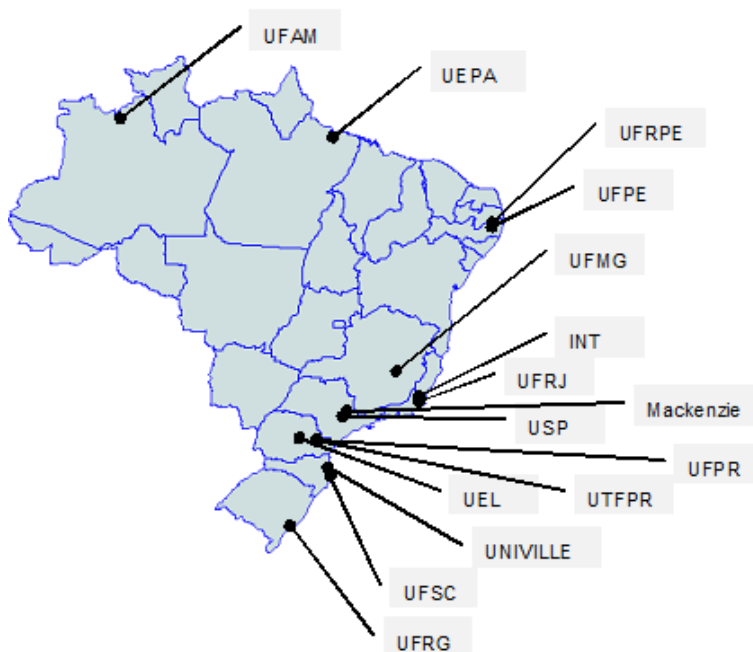 UFAM
UEPA
UFRPE
UFPE
UFMG
INT
UFRJ
Mackenzie
USP
UFPR
UEL
UTFPR
UNIVILLE
UFSC
UFRG